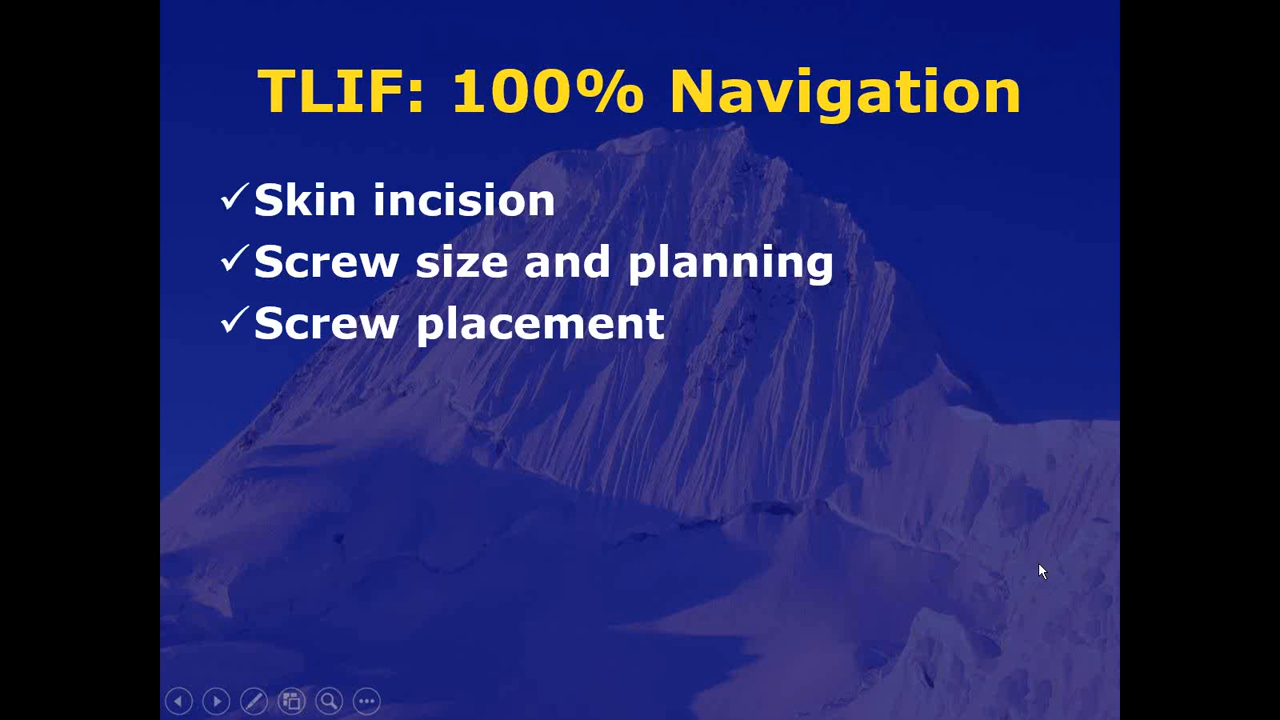 TLIF: 100% Navigation
✓Skin incision
✓Screw size and planning
✓Screw placement